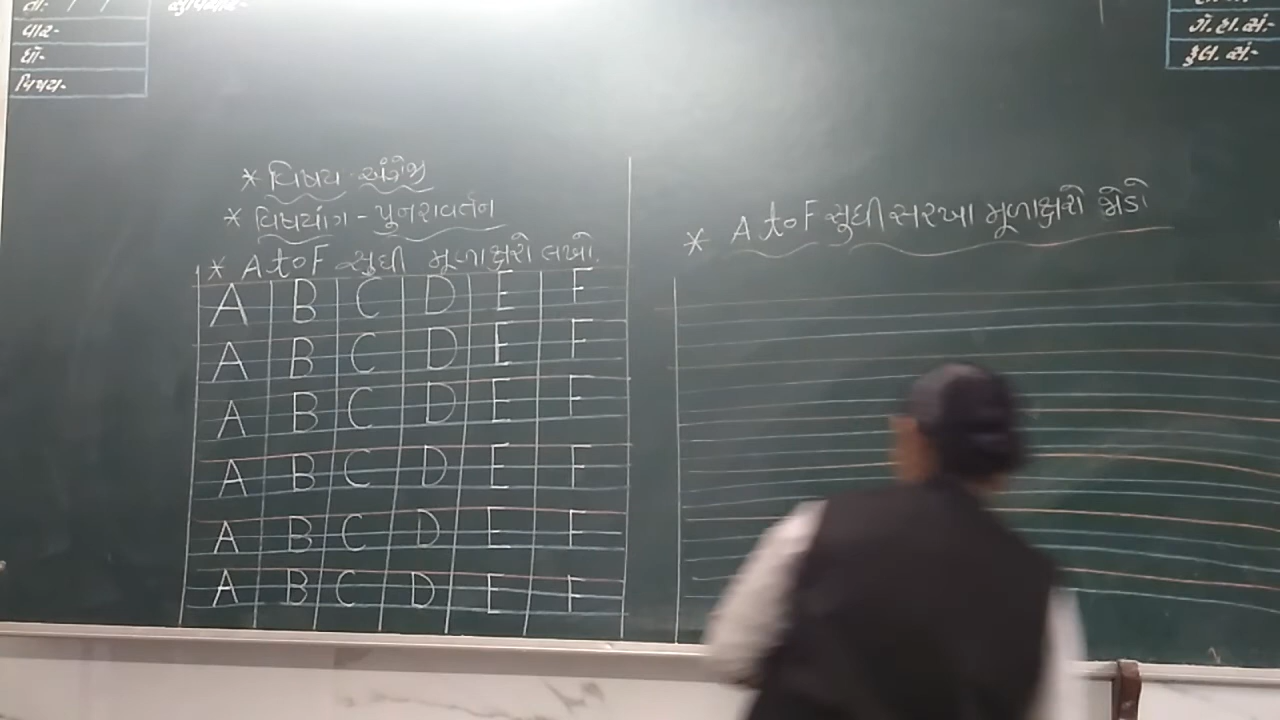 તા:- / /
સુવિચાર:-
વાર-
ધો-
વિષય-
ગે.હા.સં:-
કુલ.સં:-
* વિષય - અંગ્રેજી
* વિષયાંગ - પુનરાવર્તન
* A to F સુધી મૂળાક્ષરો લખો.
A B C D E F
A B C D E F
A B C D E F
A B C D E F
A B C D E F
A B C D E F
* A to F સુધી સરખા મૂળાક્ષરો જોડો